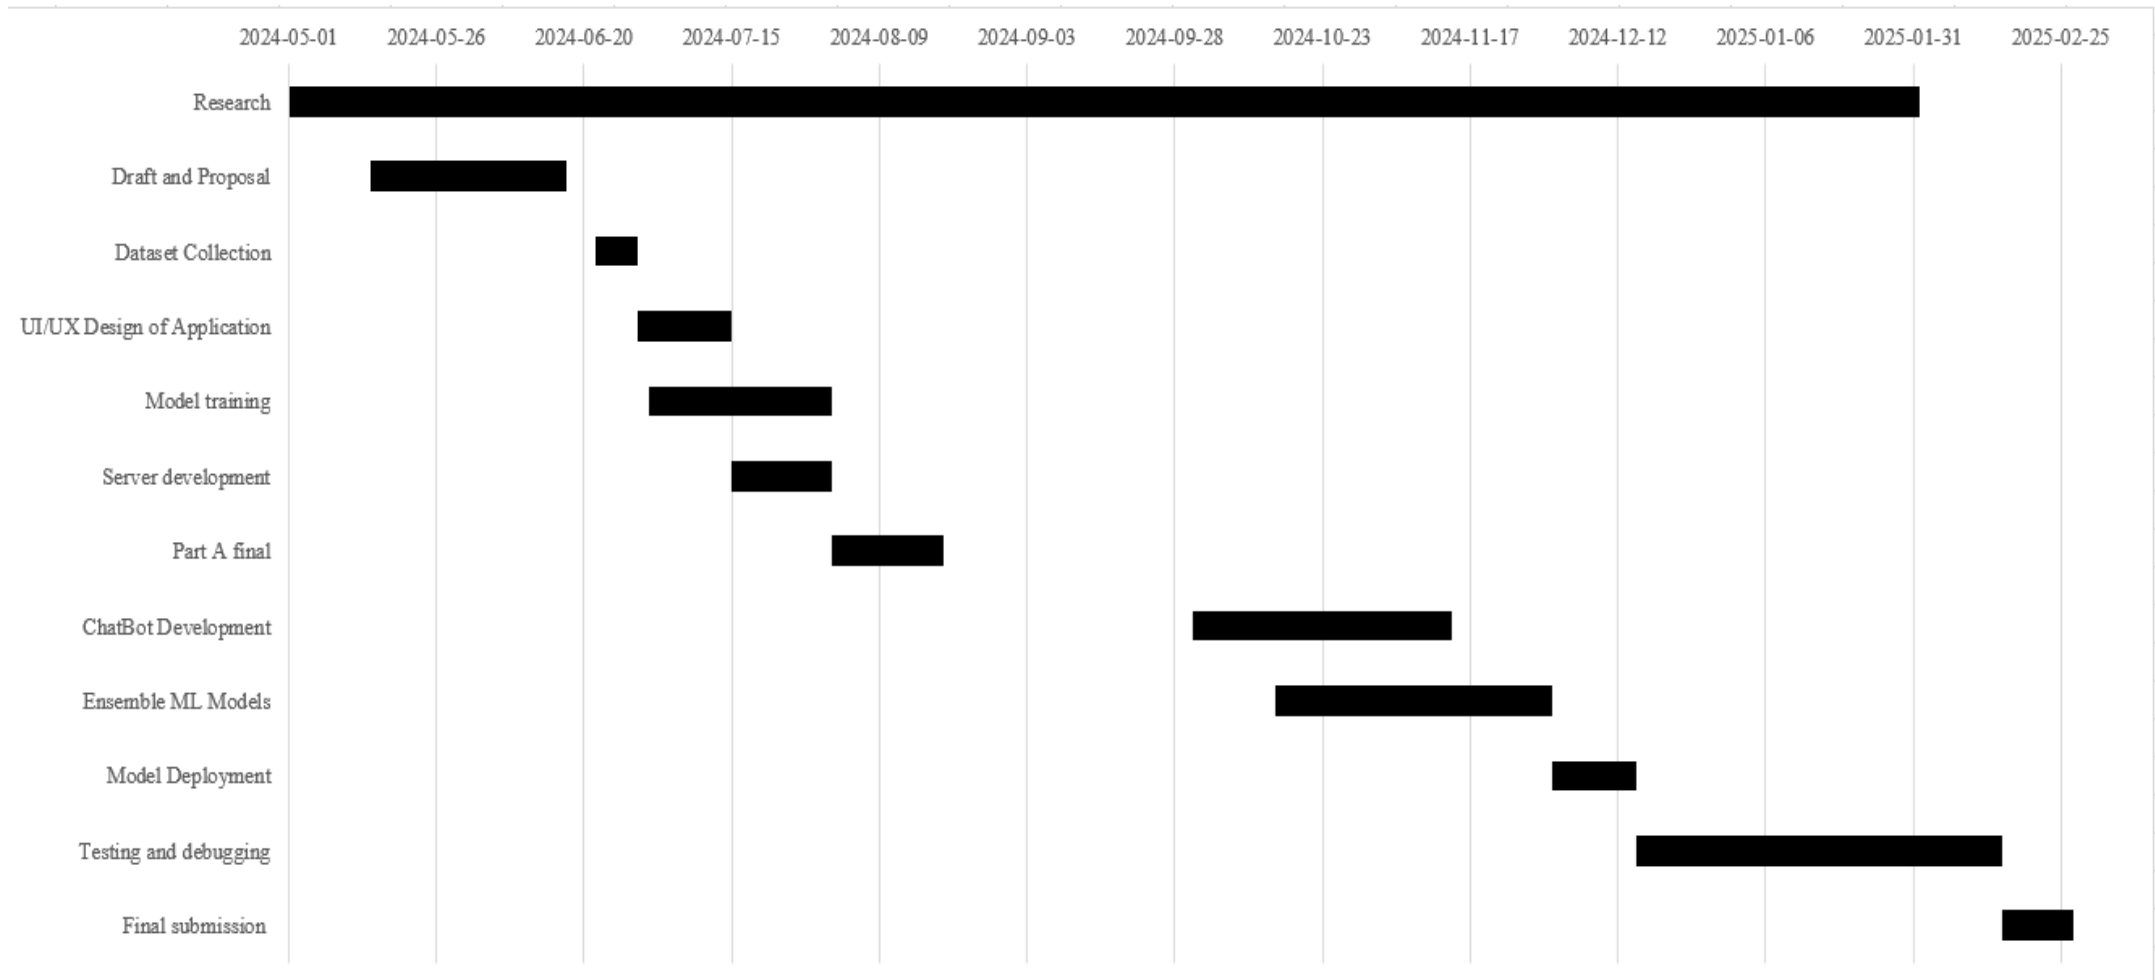 2024-05-01 2024-05-26 2024-06-20 2024-07-15 2024-08-09 2024-09-03 2024-09-28 2024-10-23 2024-11-17 2024-12-12 2025-01-06 2025-01-31 2025-02-25
Research
Draft and Proposal
Dataset Collection
UI/UX Design of Application
Model training
Server development
Part A final
ChatBot Development
Ensemble ML Models
Model Deployment
Testing and debugging
Final submission